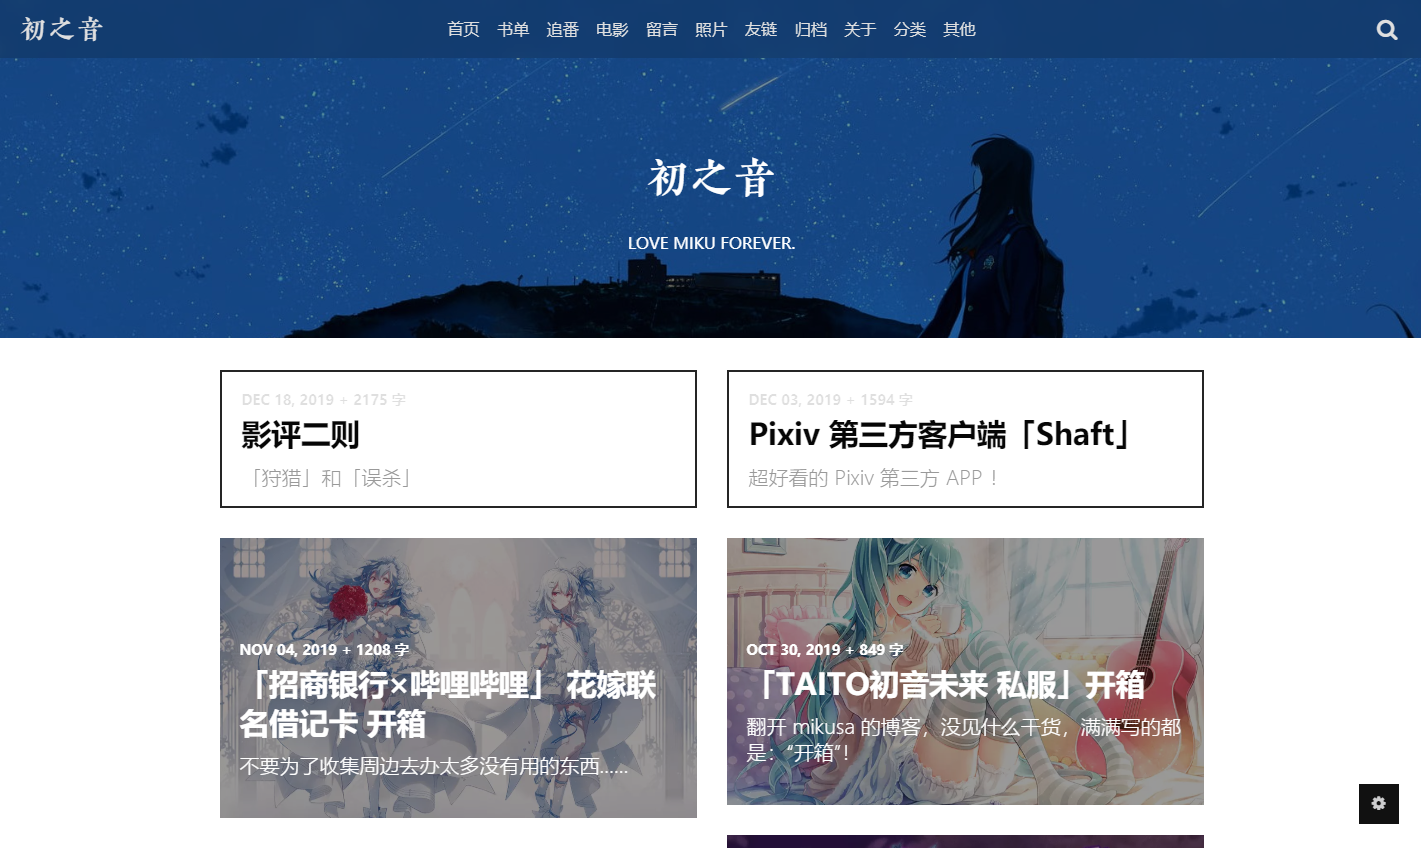 初之音
首页 书单 追番 电影 留言 照片 友链 归档 关于 分类 其他
初之音
LOVE MIKU FOREVER.
DEC 18, 2019 + 2175 字
影评二则
「狩猎」和「误杀」
DEC 03, 2019 + 1594 字
Pixiv 第三方客户端「Shaft」
超好看的 Pixiv 第三方 APP ！
NOV 04, 2019 + 1208 字
「招商银行×哔哩哔哩」 花嫁联
名借记卡 开箱
不要为了收集周边去办太多没有用的东西……
OCT 30, 2019 + 849 字
「TAITO初音未来 私服」开箱
翻开 mikusa 的博客，没见什么干货，满满写的都
是：“开箱”！